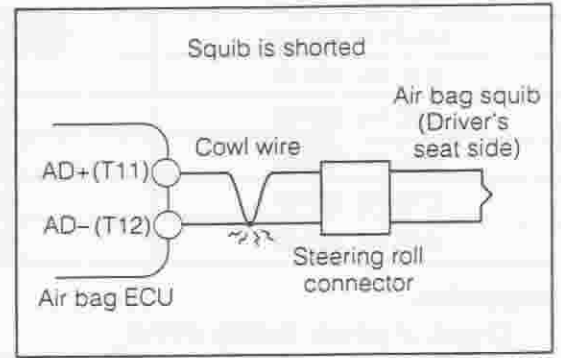 Squib is shorted
Air bag squib
(Driver's
seat side)
Cowl wire
AD+(T11)
AD–(T12)
Steering roll
connector
Air bag ECU